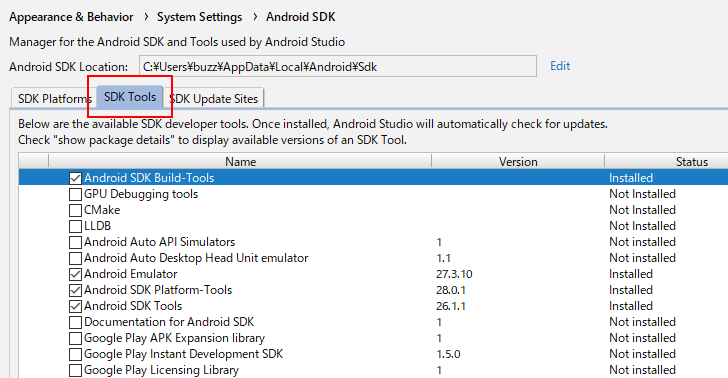 Appearance & Behavior › System Settings › Android SDK
Manager for the Android SDK and Tools used by Android Studio
Android SDK Location: C:¥Users¥buzz¥AppData¥Local¥Android¥Sdk Edit
SDK Platforms SDK Tools SDK Update Sites
Below are the available SDK developer tools. Once installed, Android Studio will automatically check for updates.
Check "show package details" to display available versions of an SDK Tool.
Name Version Status
Android SDK Build-Tools Installed
GPU Debugging tools Not Installed
CMake Not Installed
LLDB Not Installed
Android Auto API Simulators 1 Not installed
Android Auto Desktop Head Unit emulator 1.1 Not installed
Android Emulator 27.3.10 Installed
Android SDK Platform-Tools 28.0.1 Installed
Android SDK Tools 26.1.1 Installed
Documentation for Android SDK 1 Not installed
Google Play APK Expansion library 1 Not installed
Google Play Instant Development SDK 1.5.0 Not installed
Google Play Licensing Library 1 Not installed